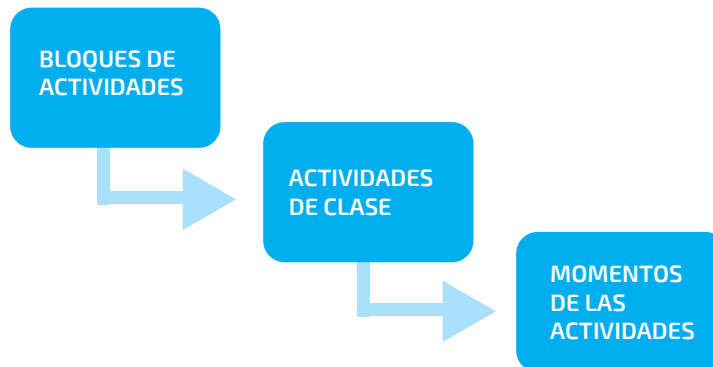 BLOQUES DE
ACTIVIDADES
ACTIVIDADES
DE CLASE
MOMENTOS
DE LAS
ACTIVIDADES